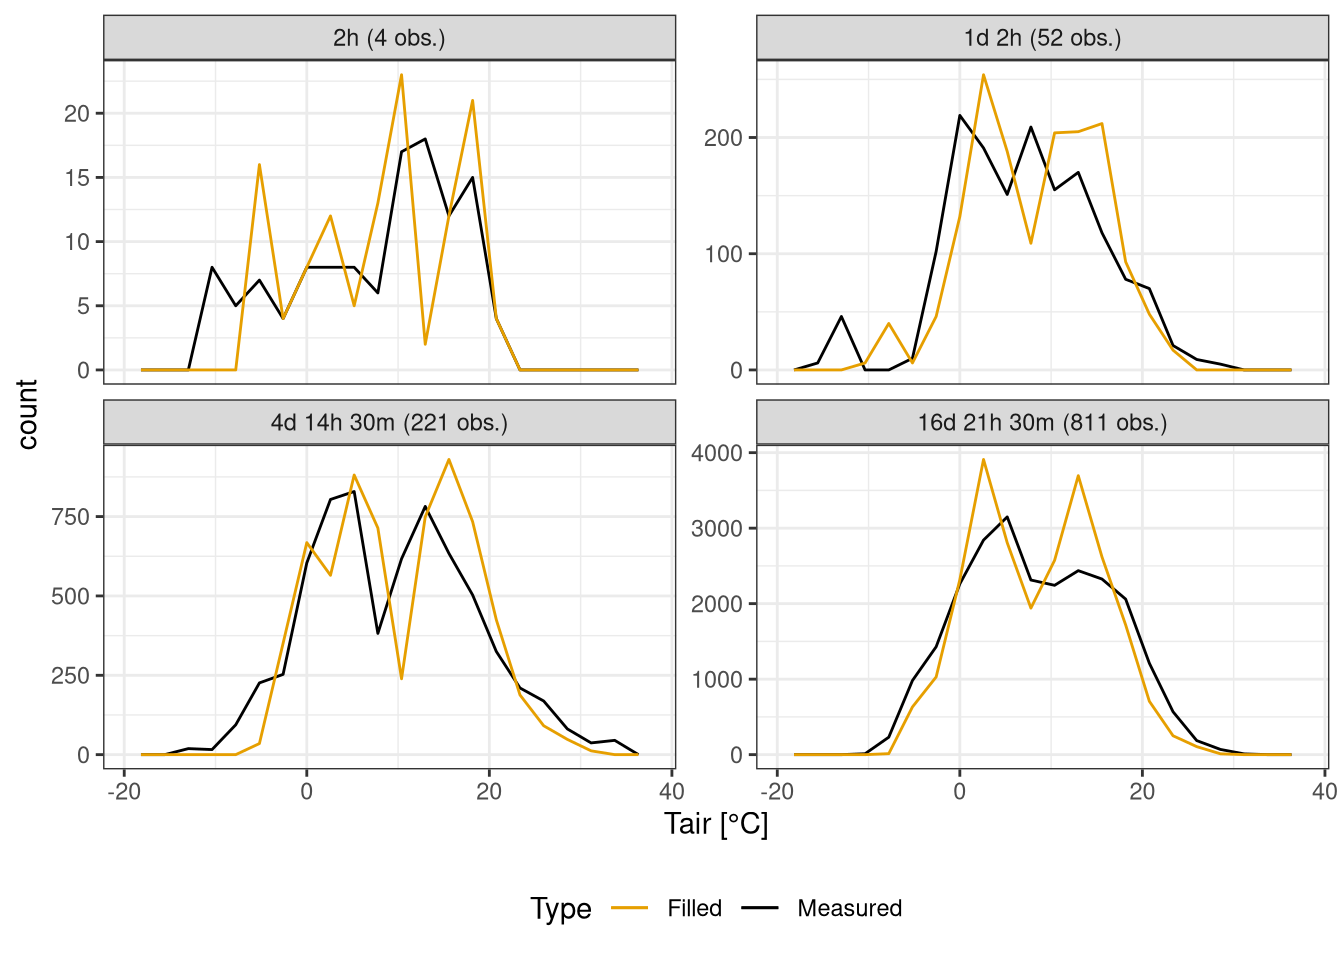 2h (4 obs.)
1d 2h (52 obs.)
20
15
10
5
0
200
100
0
count
4d 14h 30m (221 obs.)
16d 21h 30m (811 obs.)
750
500
250
0
4000
3000
2000
1000
0
-20 0 20 40
-20 0 20 40
Tair [°C]
Type Filled Measured